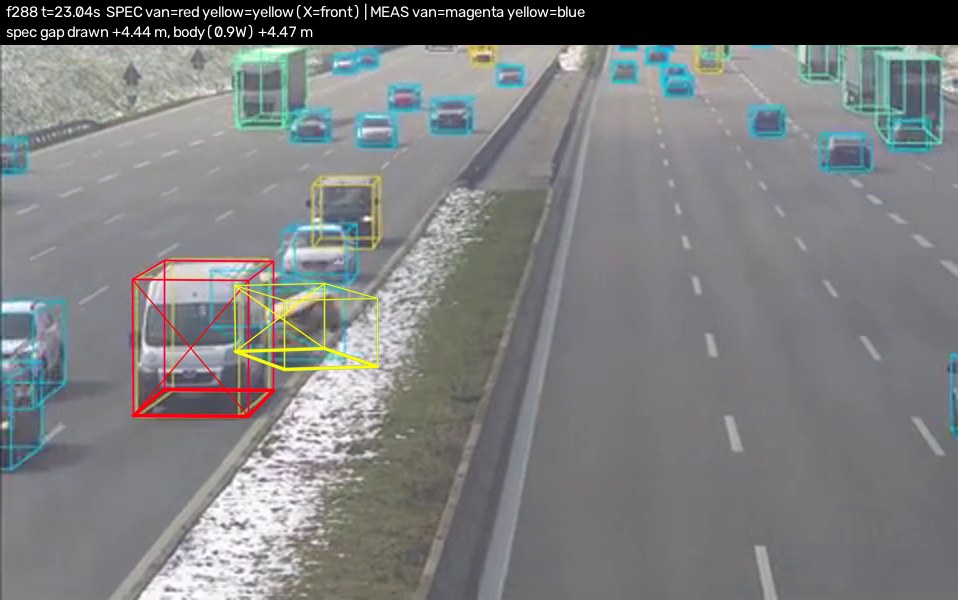 f288 t=23.04s SPEC van=red yellow=yellow (X=front) | MEAS van=magenta yellow=blue
spec gap drawn +4.44 m, body (0.9W) +4.47 m